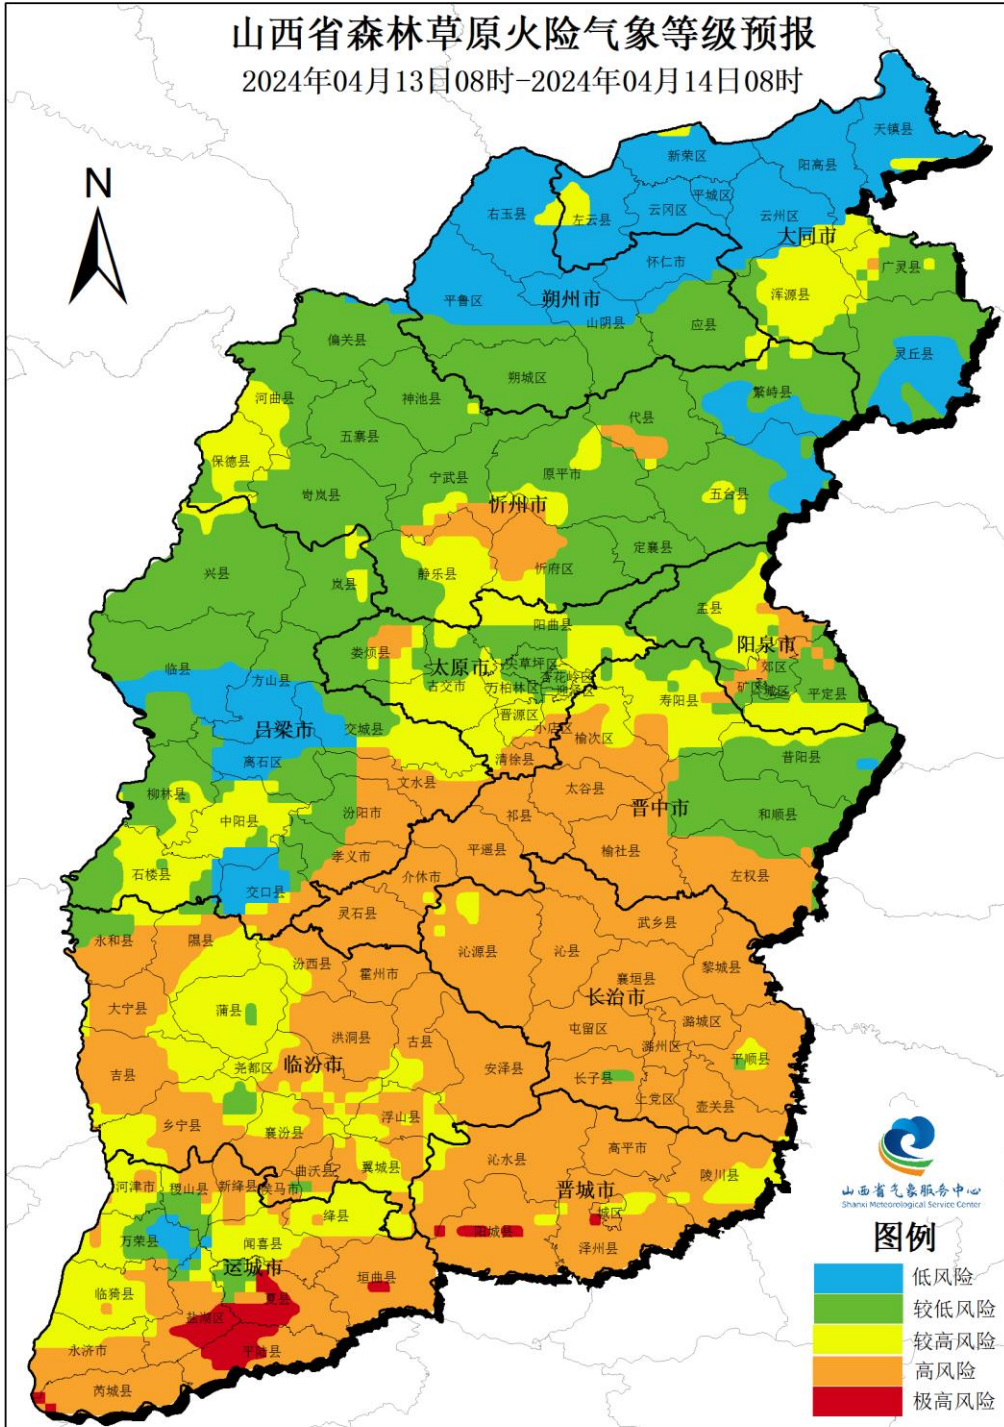 山西省森林草原火险气象等级预报
2024年04月13日08时-2024年04月14日08时
N
天镇县
新荣区
阳高县
平城区
右玉县
左云县
云冈区
云州区
大同市
怀仁市
广灵县
浑源县
平鲁区
朔州市
山阴县
应县
偏关县
灵丘县
朔城区
繁峙县
河曲县
神池县
代县
五寨县
保德县
宁武县
原平市
岢岚县
五台县
忻州市
定襄县
兴县
静乐县
忻府区
岚县
盂县
阳曲县
阳泉市
娄烦县
太原市
尖草坪区
杏花岭区
郊区
临县
方山县
古交市
万柏林区
迎泽区
矿区
城区
平定县
寿阳县
晋源区
吕梁市
交城县
小店区
榆次区
离石区
清徐县
昔阳县
文水县
太谷县
柳林县
汾阳市
晋中市
中阳县
祁县
和顺县
孝义市
平遥县
榆社县
石楼县
介休市
左权县
交口县
灵石县
武乡县
永和县
隰县
沁源县
沁县
汾西县
霍州市
襄垣县
黎城县
大宁县
蒲县
长治市
洪洞县
屯留区
潞城区
古县
潞州区
吉县
尧都区
临汾市
安泽县
平顺县
长子县
上党区
壶关县
乡宁县
浮山县
襄汾县
高平市
曲沃县
翼城县
沁水县
陵川县
河津市
稷山县
新绛县
侯马市
晋城市
绛县
城区
万荣县
闻喜县
阳城县
泽州县
运城市
垣曲县
临猗县
夏县
盐湖区
永济市
平陆县
芮城县
山西省气象服务中心
Shanxi Meteorological Service Center
图例
低风险
较低风险
较高风险
高风险
极高风险